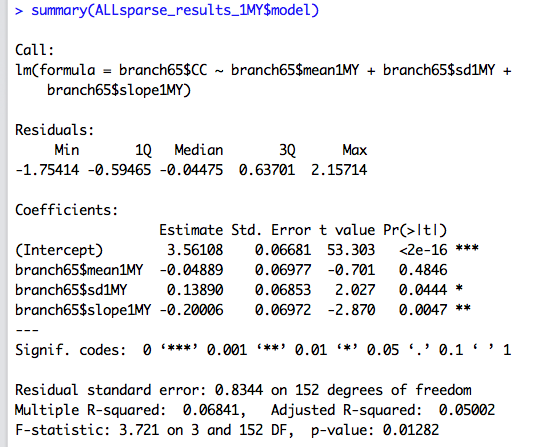 > summary(ALLsparse_results_1MY$model)
Call:
lm(formula = branch65$CC ~ branch65$mean1MY + branch65$sd1MY +
    branch65$slope1MY)
Residuals:
     Min       1Q   Median       3Q      Max
-1.75414 -0.59465 -0.04475  0.63701  2.15714
Coefficients:
                  Estimate Std. Error t value Pr(>|t|)
(Intercept)        3.56108    0.06681  53.303   <2e-16 ***
branch65$mean1MY  -0.04889    0.06977  -0.701   0.4846
branch65$sd1MY     0.13890    0.06853   2.027   0.0444 *
branch65$slope1MY -0.20006    0.06972  -2.870   0.0047 **
---
Signif. codes:  0 ‘***’ 0.001 ‘**’ 0.01 ‘*’ 0.05 ‘.’ 0.1 ‘ ’ 1
Residual standard error: 0.8344 on 152 degrees of freedom
Multiple R-squared:  0.06841,   Adjusted R-squared:  0.05002
F-statistic: 3.721 on 3 and 152 DF,  p-value: 0.01282